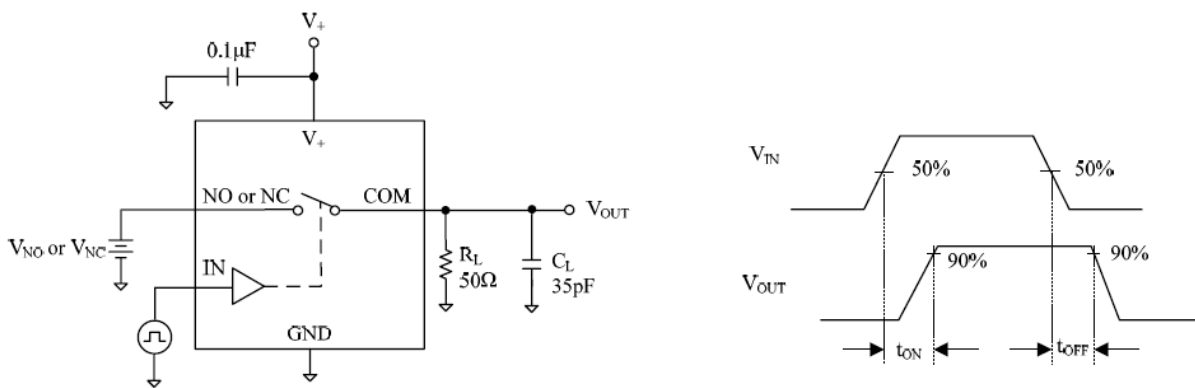 V+
0.1μF
V+
NO or NC
COM
VOUT
VNO or VNC
IN
RL
50Ω
CL
35pF
GND
VIN
50%
50%
VOUT
90%
90%
tON
tOFF